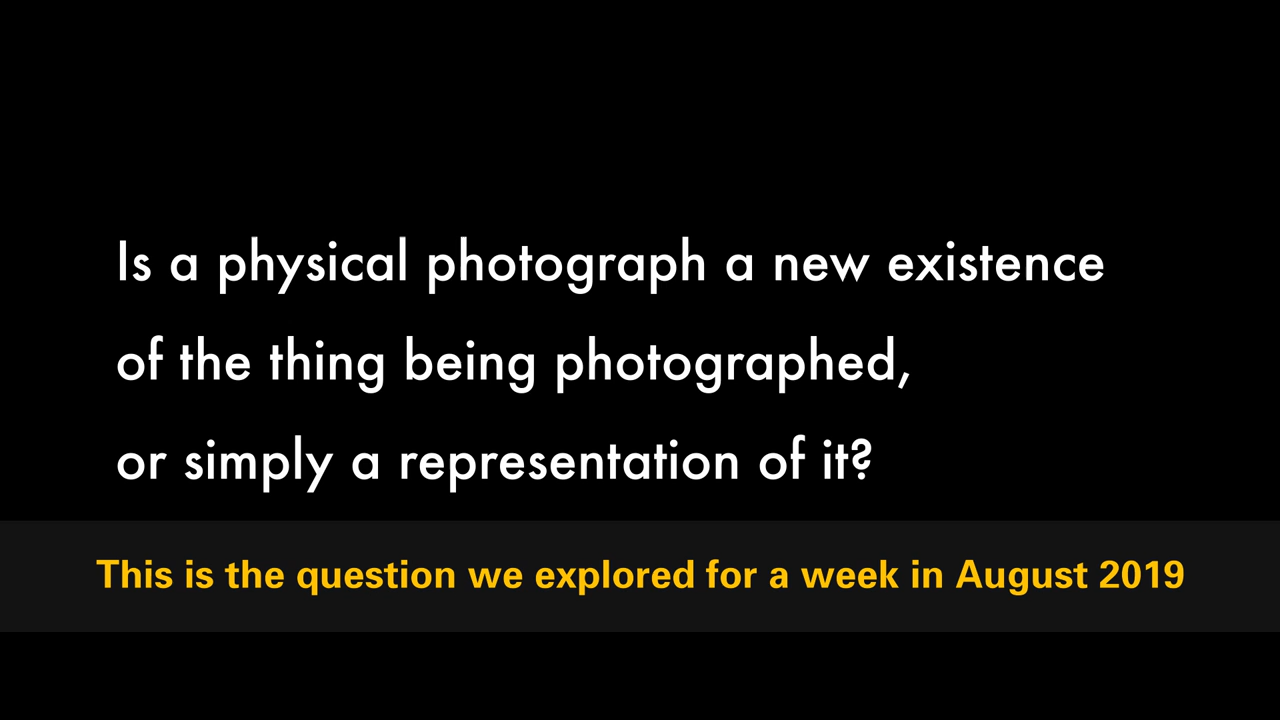 Is a physical photograph a new existence
of the thing being photographed,
or simply a representation of it?
This is the question we explored for a week in August 2019